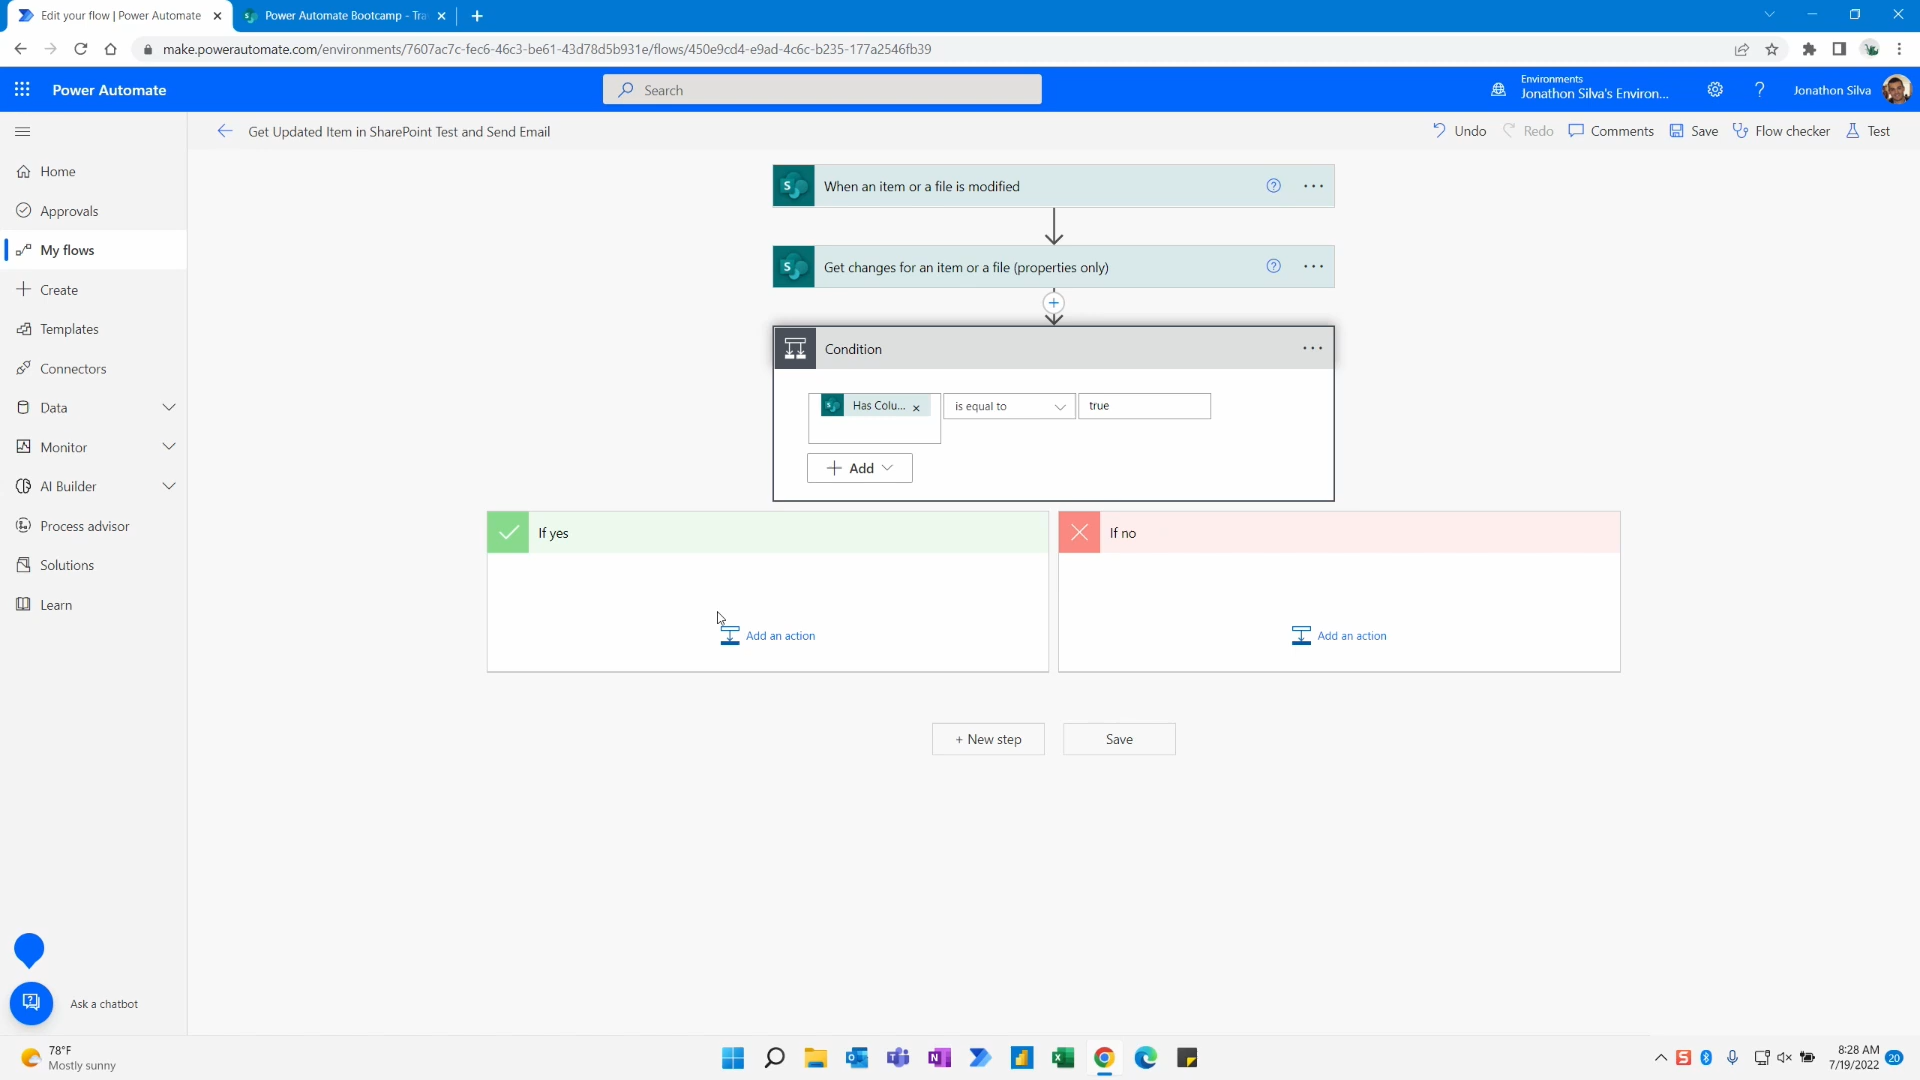 Edit your flow | Power Automate
Power Automate Bootcamp - Tra
make.powerautomate.com/environments/7607ac7c-fec6-46c3-be61-43d78d5b931e/flows/450e9cd4-e9ad-4c6c-b235-177a2546fb39
Power Automate
Search
Environments
Jonathon Silva's Environ...
Jonathon Silva
Get Updated Item in SharePoint Test and Send Email
Undo
Redo
Comments
Save
Flow checker
Test
Home
Approvals
My flows
Create
Templates
Connectors
Data
Monitor
AI Builder
Process advisor
Solutions
Learn
Ask a chatbot
When an item or a file is modified
Get changes for an item or a file (properties only)
Condition
Has Colu...
is equal to
true
Add
If yes
Add an action
If no
Add an action
+ New step
Save
78°F
Mostly sunny
8:28 AM
7/19/2022
20